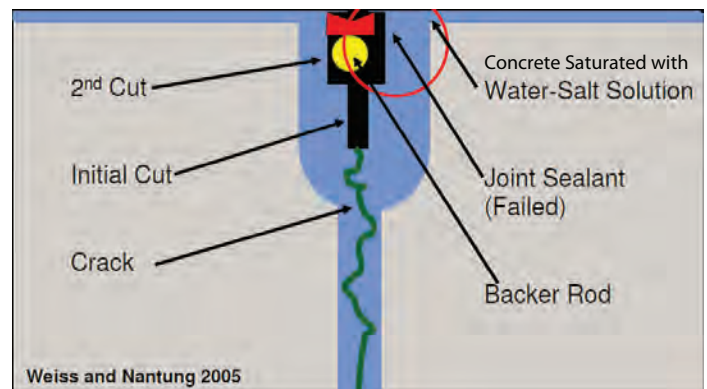 2nd Cut
Initial Cut
Crack
Concrete Saturated with
Water-Salt Solution
Joint Sealant
(Failed)
Backer Rod
Weiss and Nantung 2005